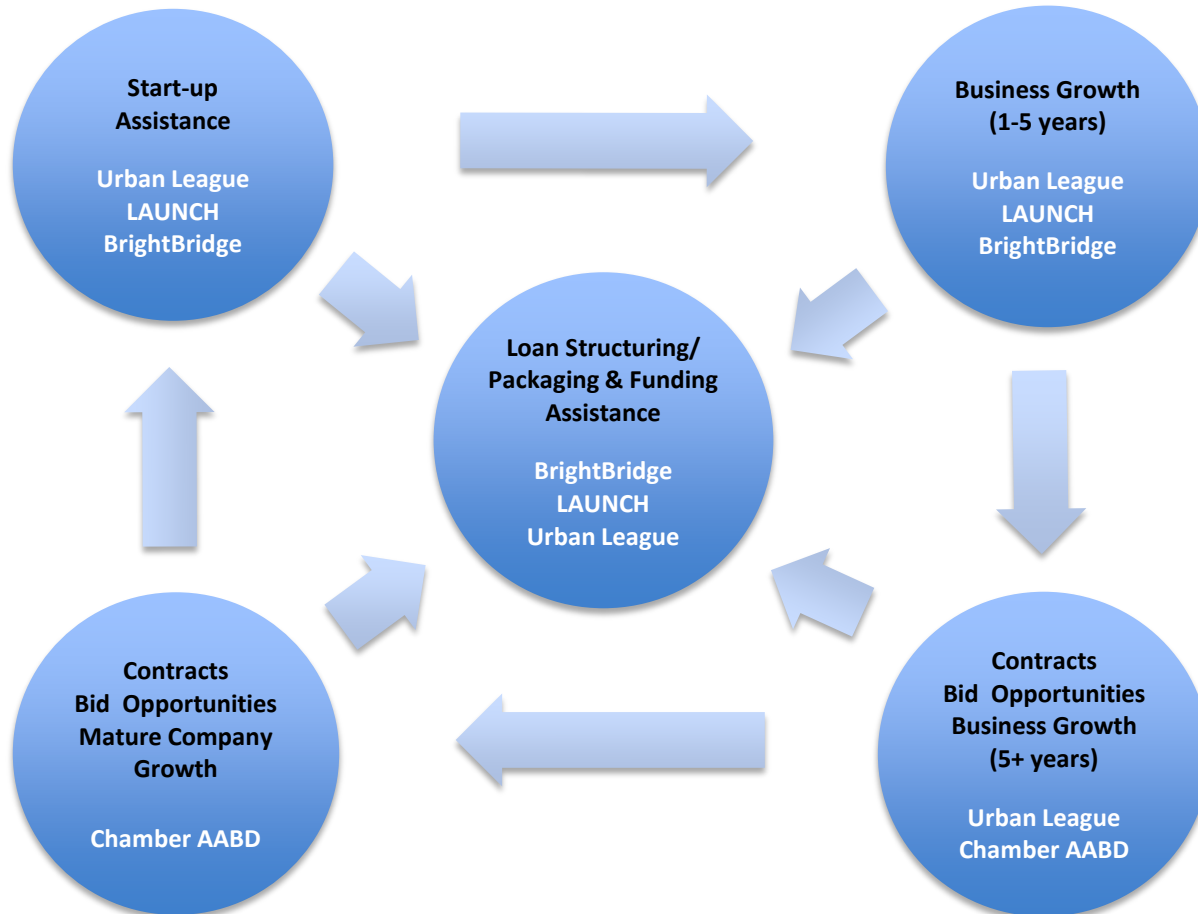 Start-up
Assistance
Urban League
LAUNCH
BrightBridge
Business Growth
(1-5 years)
Urban League
LAUNCH
BrightBridge
Loan Structuring/
Packaging & Funding
Assistance
BrightBridge
LAUNCH
Urban League
Contracts
Bid Opportunities
Mature Company
Growth
Chamber AABD
Contracts
Bid Opportunities
Business Growth
(5+ years)
Urban League
Chamber AABD